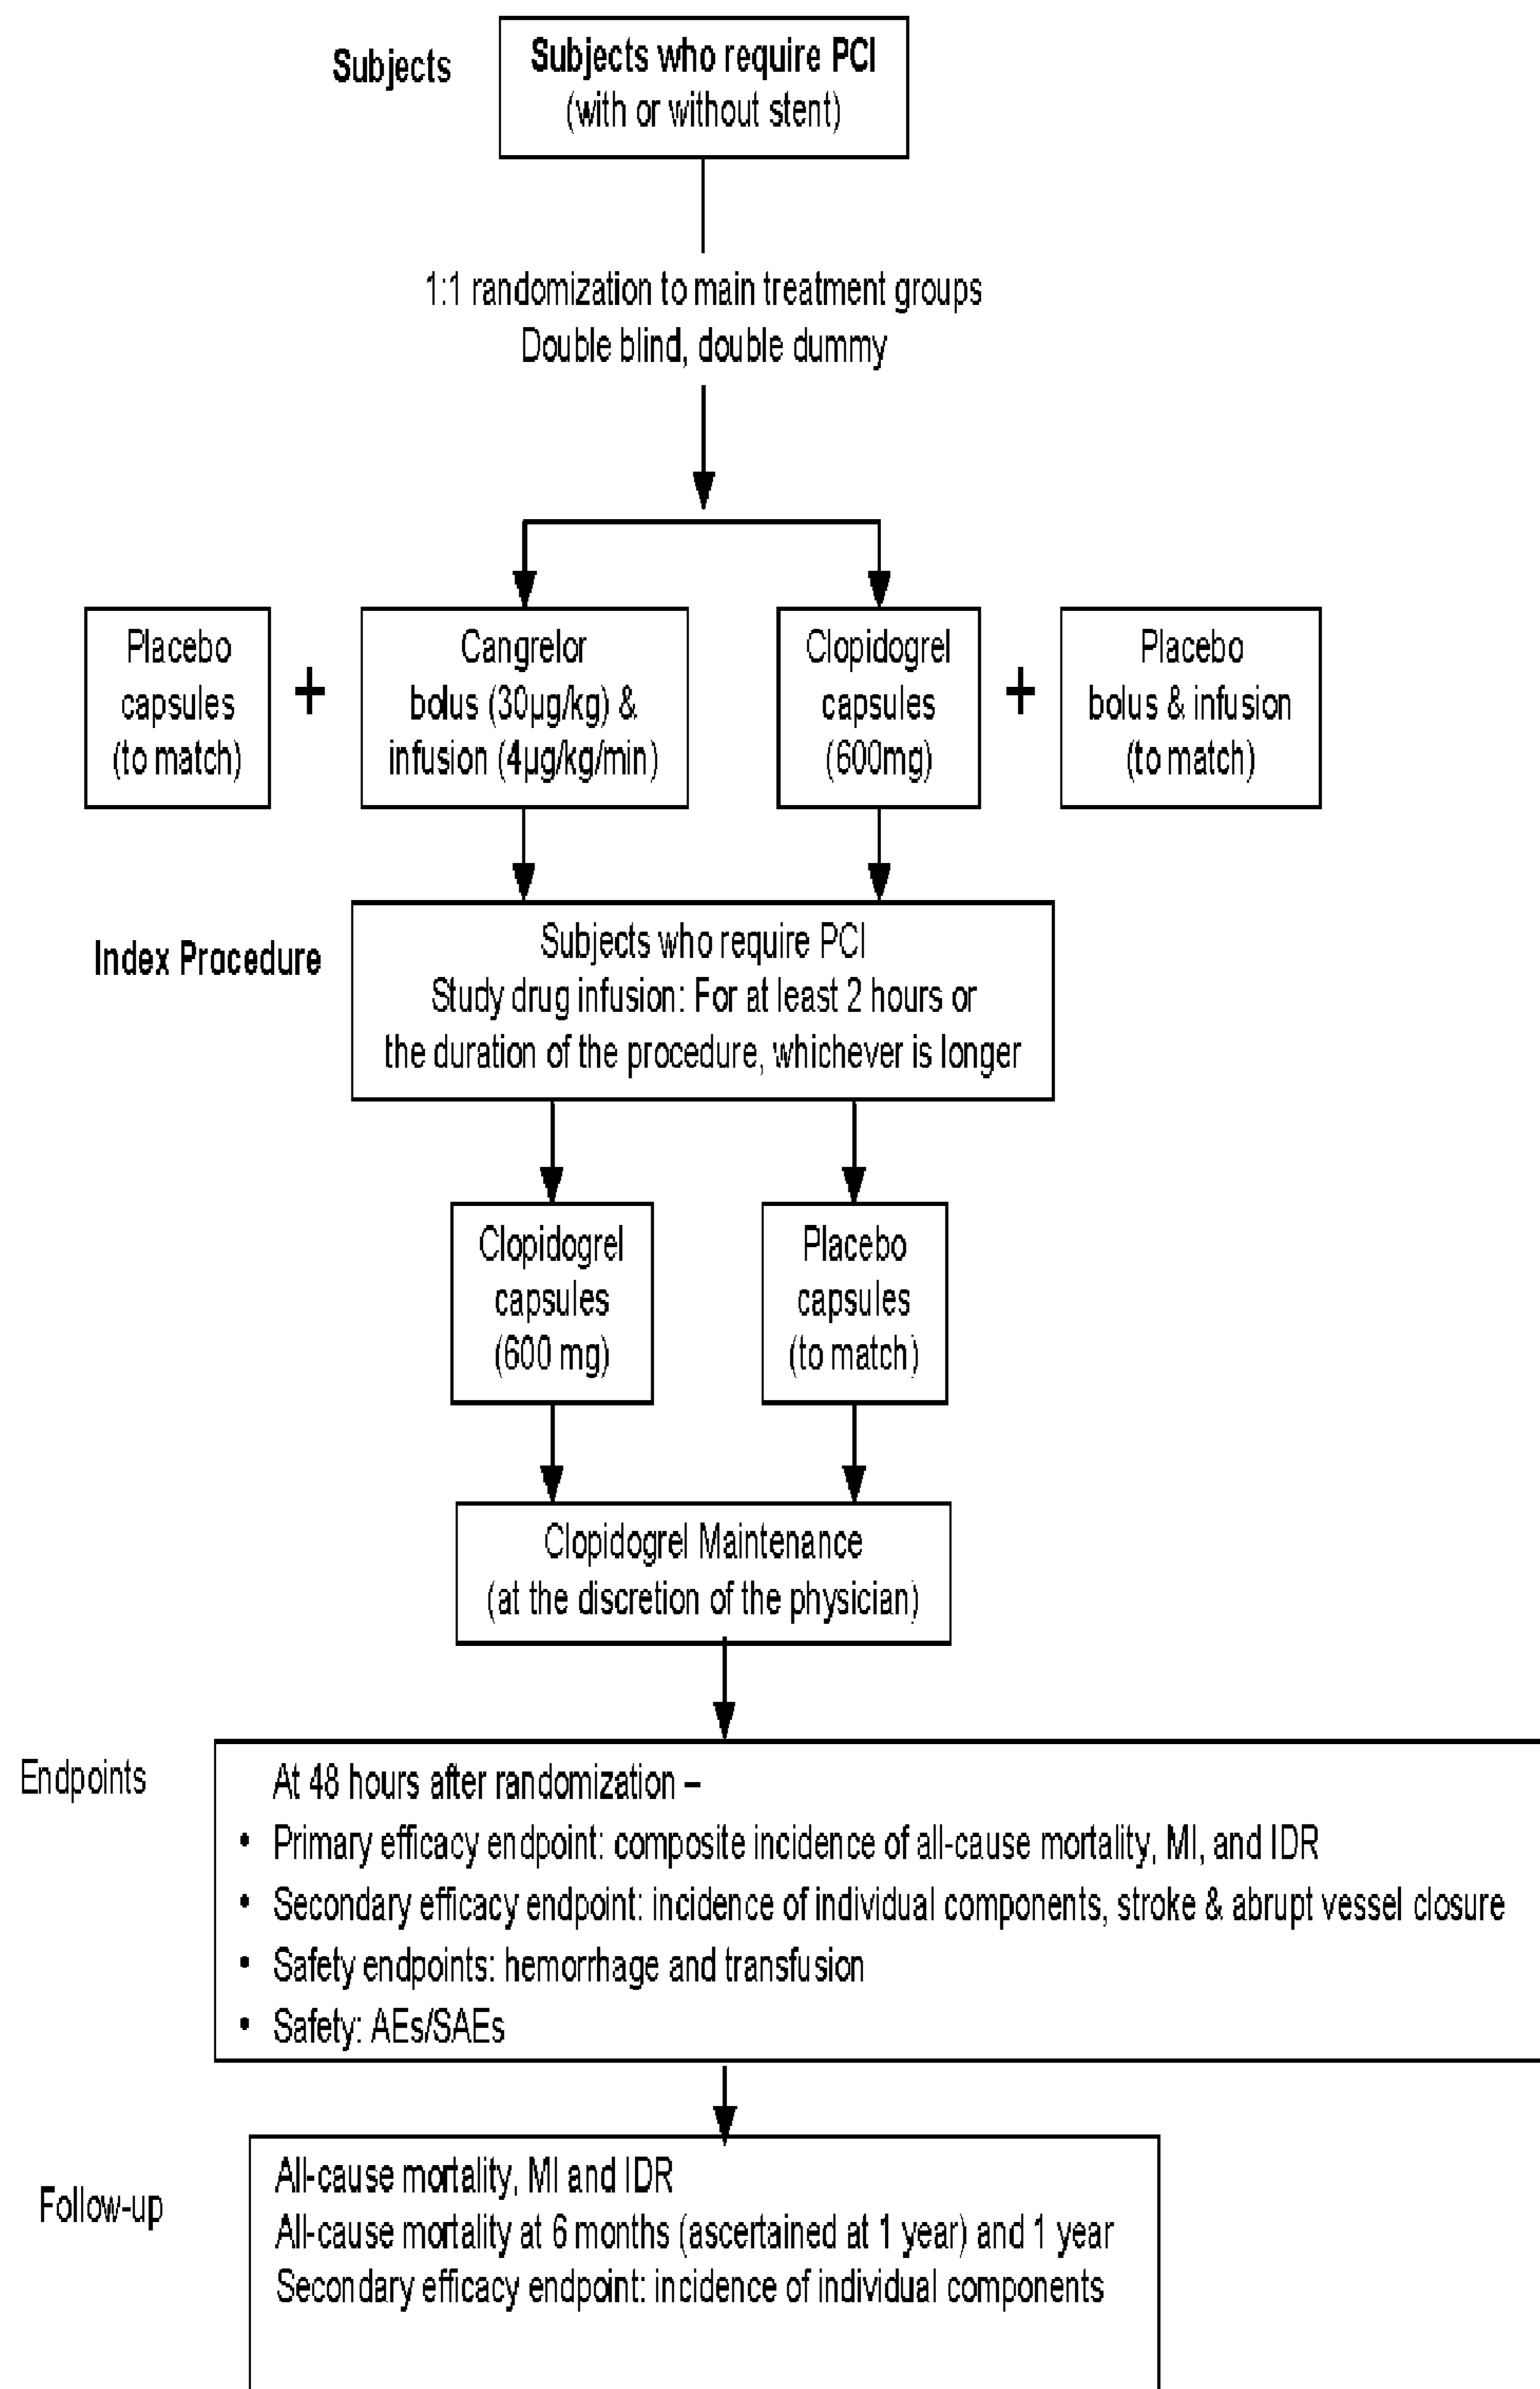 Subjects
Subjects who require PCI
(with or without stent)
1:1 randomization to main treatment groups
Double blind, double dummy
Placebo
capsules
(to match)
+
Cangrelor
bolus (30µg/kg) &
infusion (4µg/kg/min)
Clopidogrel
capsules
(600mg)
+
Placebo
bolus & infusion
(to match)
Index Procedure
Subjects who require PCI
Study drug infusion: For at least 2 hours or
the duration of the procedure, whichever is longer
Clopidogrel
capsules
(600 mg)
Placebo
capsules
(to match)
Clopidogrel Maintenance
(at the discretion of the physician)
Endpoints
At 48 hours after randomization –
• Primary efficacy endpoint: composite incidence of all-cause mortality, MI, and IDR
• Secondary efficacy endpoint: incidence of individual components, stroke & abrupt vessel closure
• Safety endpoints: hemorrhage and transfusion
• Safety: AEs/SAEs
Follow-up
All-cause mortality, MI and IDR
All-cause mortality at 6 months (ascertained at 1 year) and 1 year
Secondary efficacy endpoint: incidence of individual components